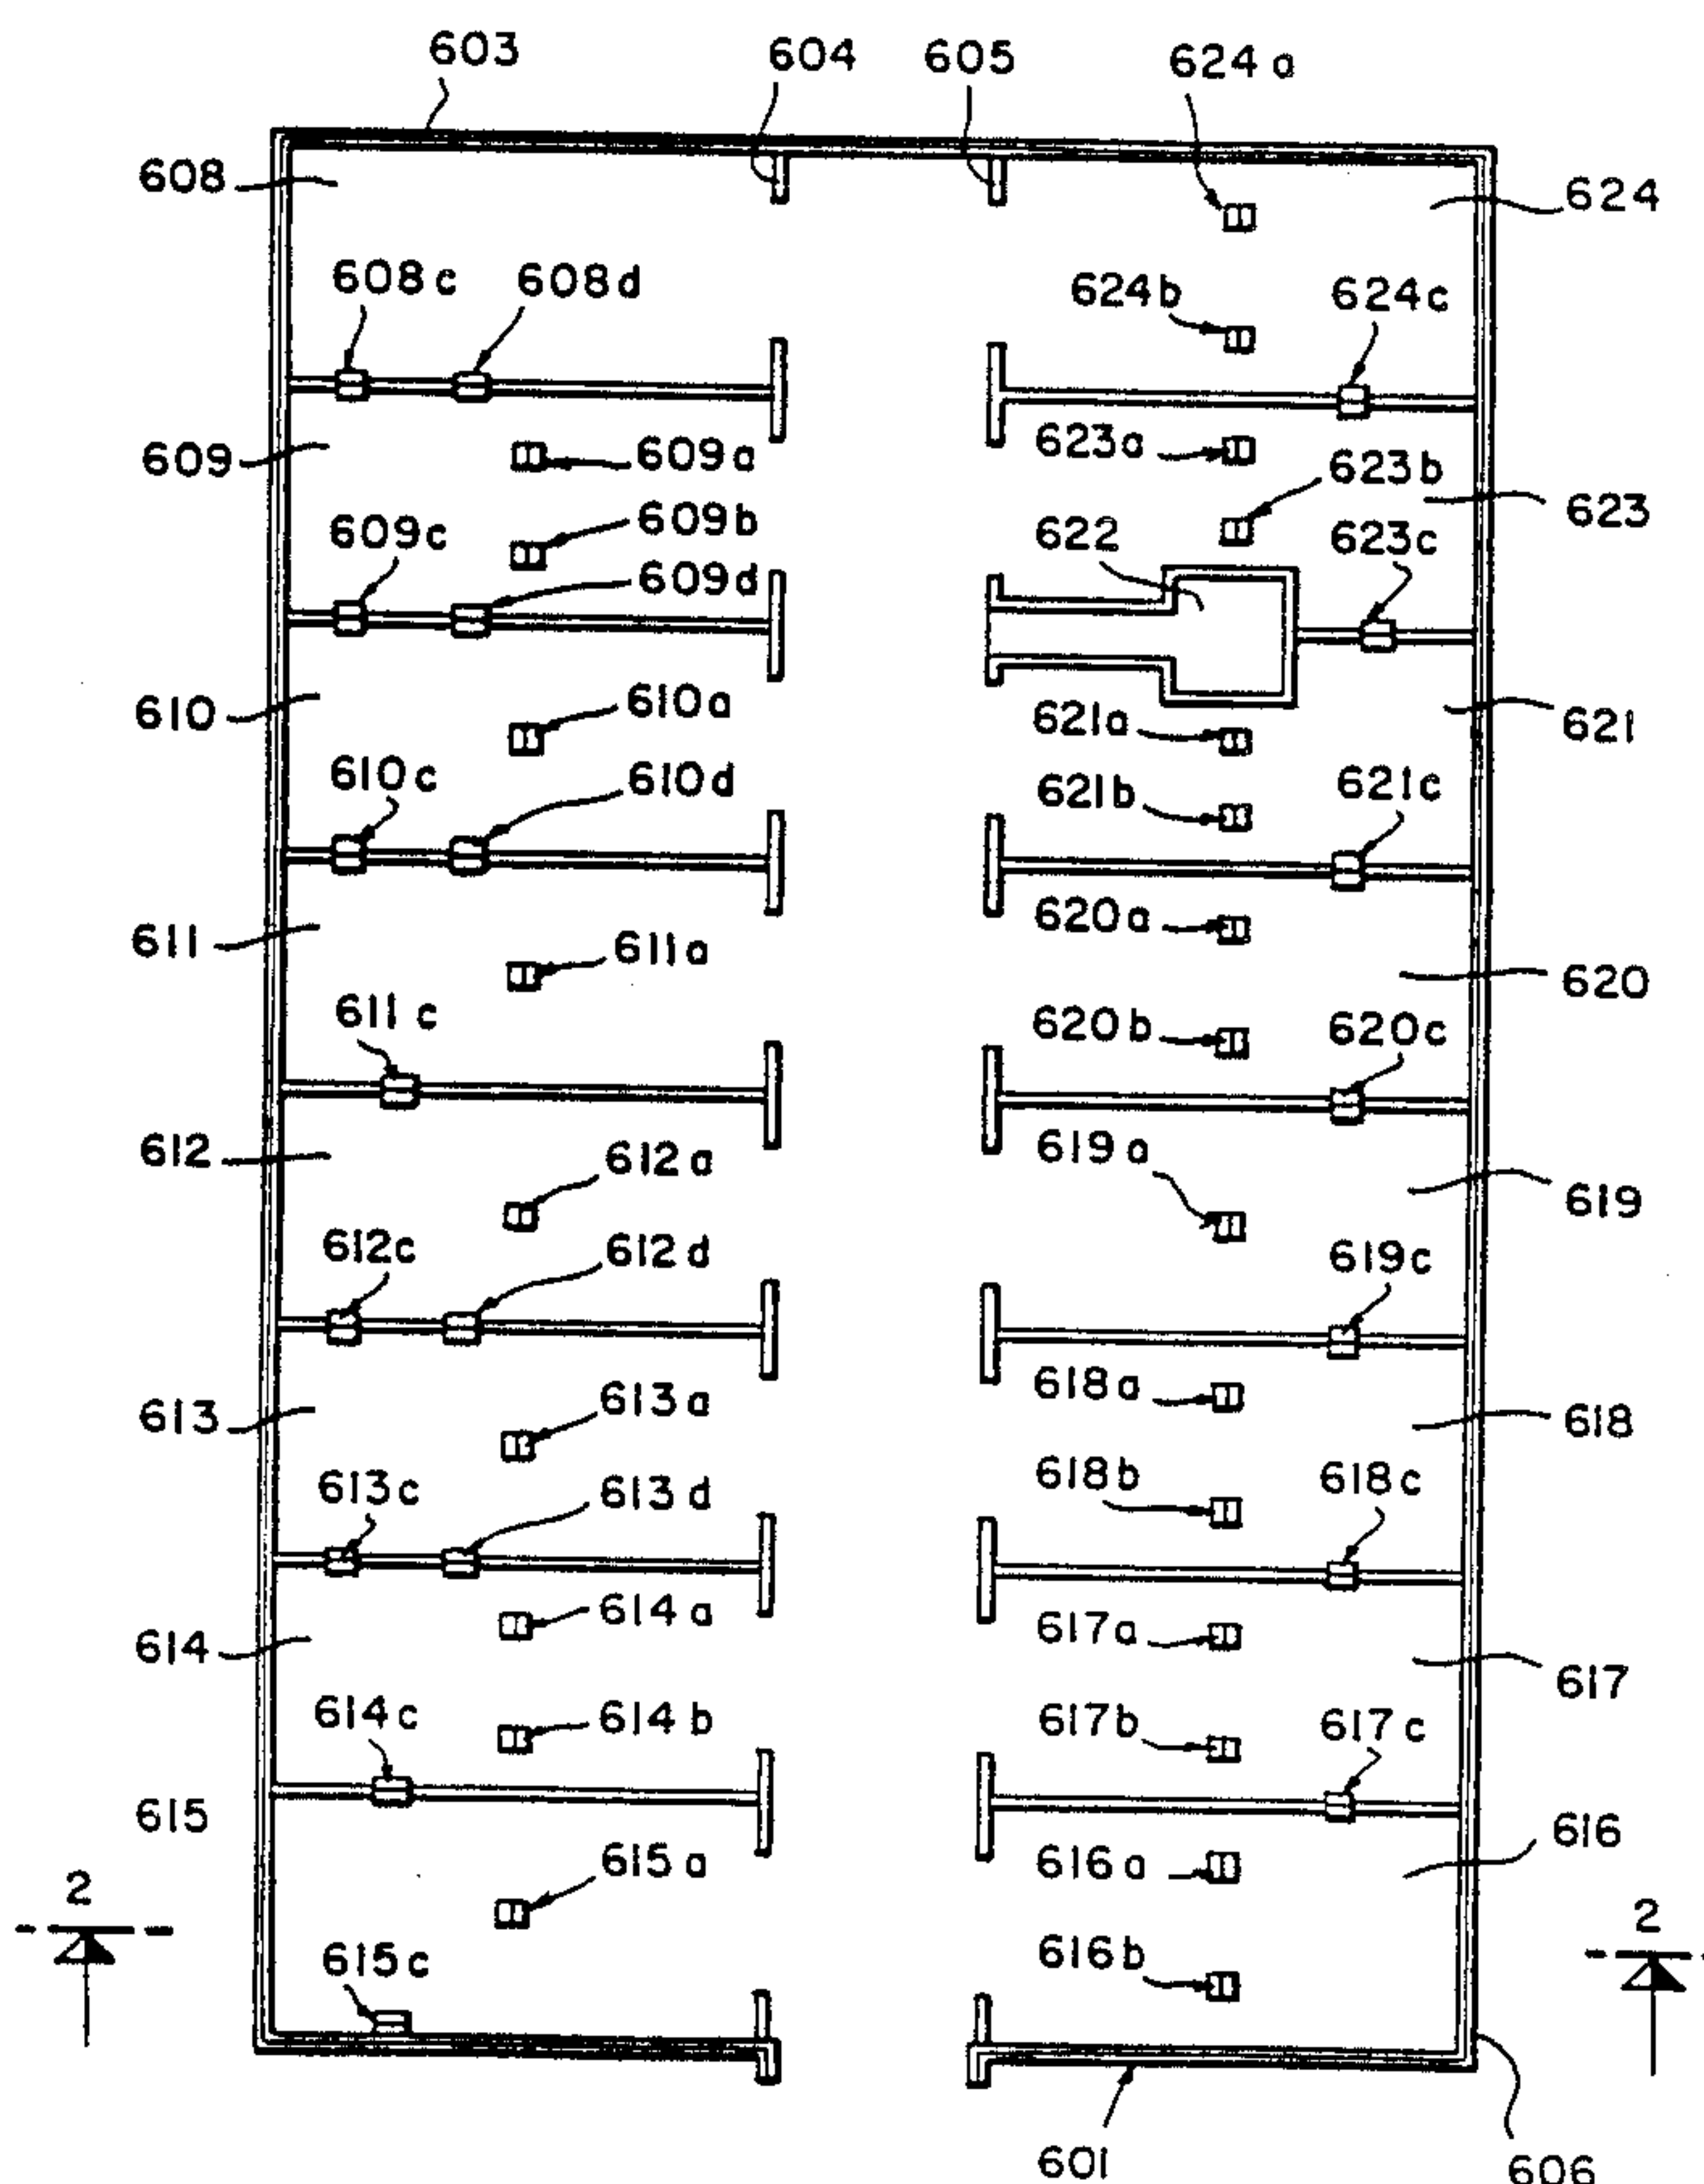 603 604 605 624a
608 624
608c 608d 624b 624c
609 609a 623a 623b
609b 622 623 623c
609c 609d
610 610a 621a 621
610c 610d 621b 621c
611 611a 620a 620
611c 620b 620c
612 612a 619a 619
612c 612d 619c
613 613a 618a 618
613c 613d 618b 618c
614 614a 617a 617
614c 614b 617b 617c
615 615a 616a 616
2 615c 616b 2
601 606